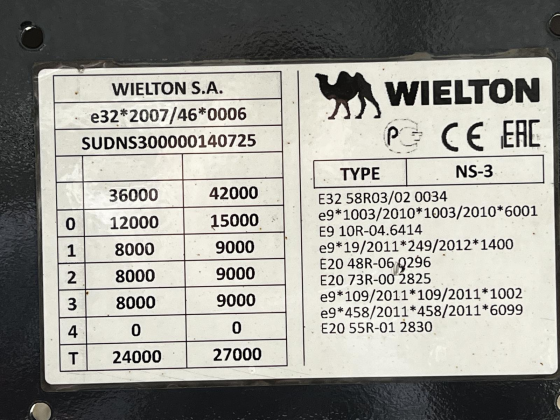 WIELTON S.A.
e32*2007/46*0006
SUDNS300000140725
36000 42000
0 12000 15000
1 8000 9000
2 8000 9000
3 8000 9000
4 0 0
T 24000 27000
WIELTON
PC CE EAC
TYPE NS-3
E32 58R03/02 0034
e9*1003/2010*1003/2010*6001
E9 10R-04.6414
e9*19/2011*249/2012*1400
E20 48R-06 0296
E20 73R-00 2825
e9*109/2011*109/2011*1002
e9*458/2011*458/2011*6099
E20 55R-01 2830